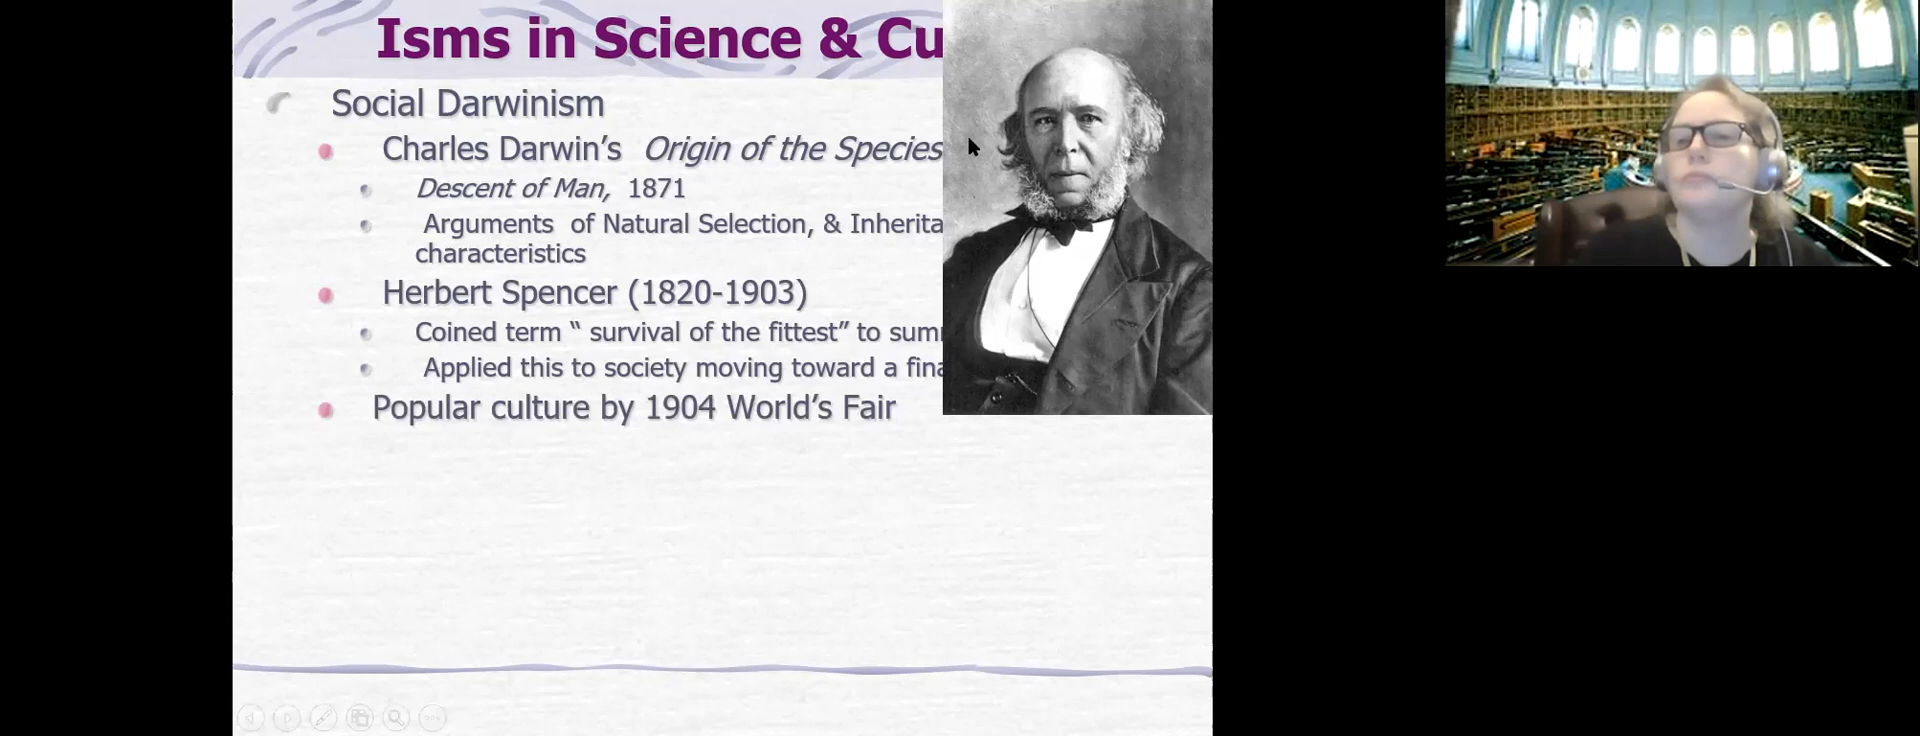 Isms in Science & Cu
Social Darwinism
Charles Darwin's Origin of the Species
Descent of Man, 1871
Arguments of Natural Selection, & Inherita
characteristics
Herbert Spencer (1820-1903)
Coined term “ survival of the fittest” to sum
Applied this to society moving toward a fina
Popular culture by 1904 World's Fair